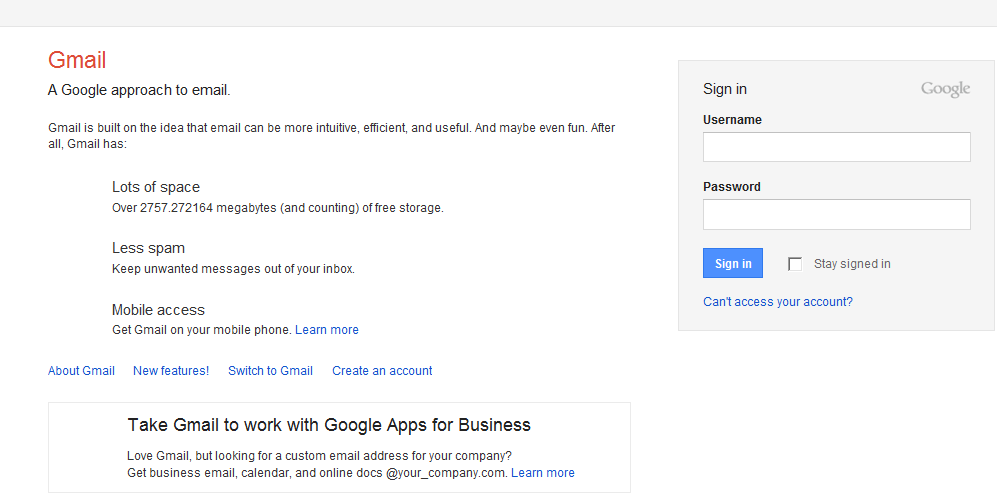 Gmail
A Google approach to email.
Gmail is built on the idea that email can be more intuitive, efficient, and useful. And maybe even fun. After
all, Gmail has:
Lots of space
Over 2757.272164 megabytes (and counting) of free storage.
Less spam
Keep unwanted messages out of your inbox.
Mobile access
Get Gmail on your mobile phone. Learn more
About Gmail New features! Switch to Gmail Create an account
Take Gmail to work with Google Apps for Business
Love Gmail, but looking for a custom email address for your company?
Get business email, calendar, and online docs @your_company.com. Learn more
Sign in Google
Username
Password
Sign in Stay signed in
Can't access your account?